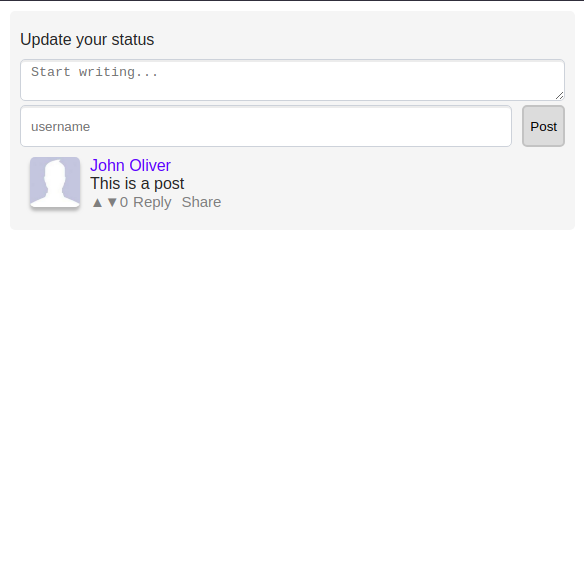 Update your status
Start writing...
username
Post
John Oliver
This is a post
▲▼0 Reply Share